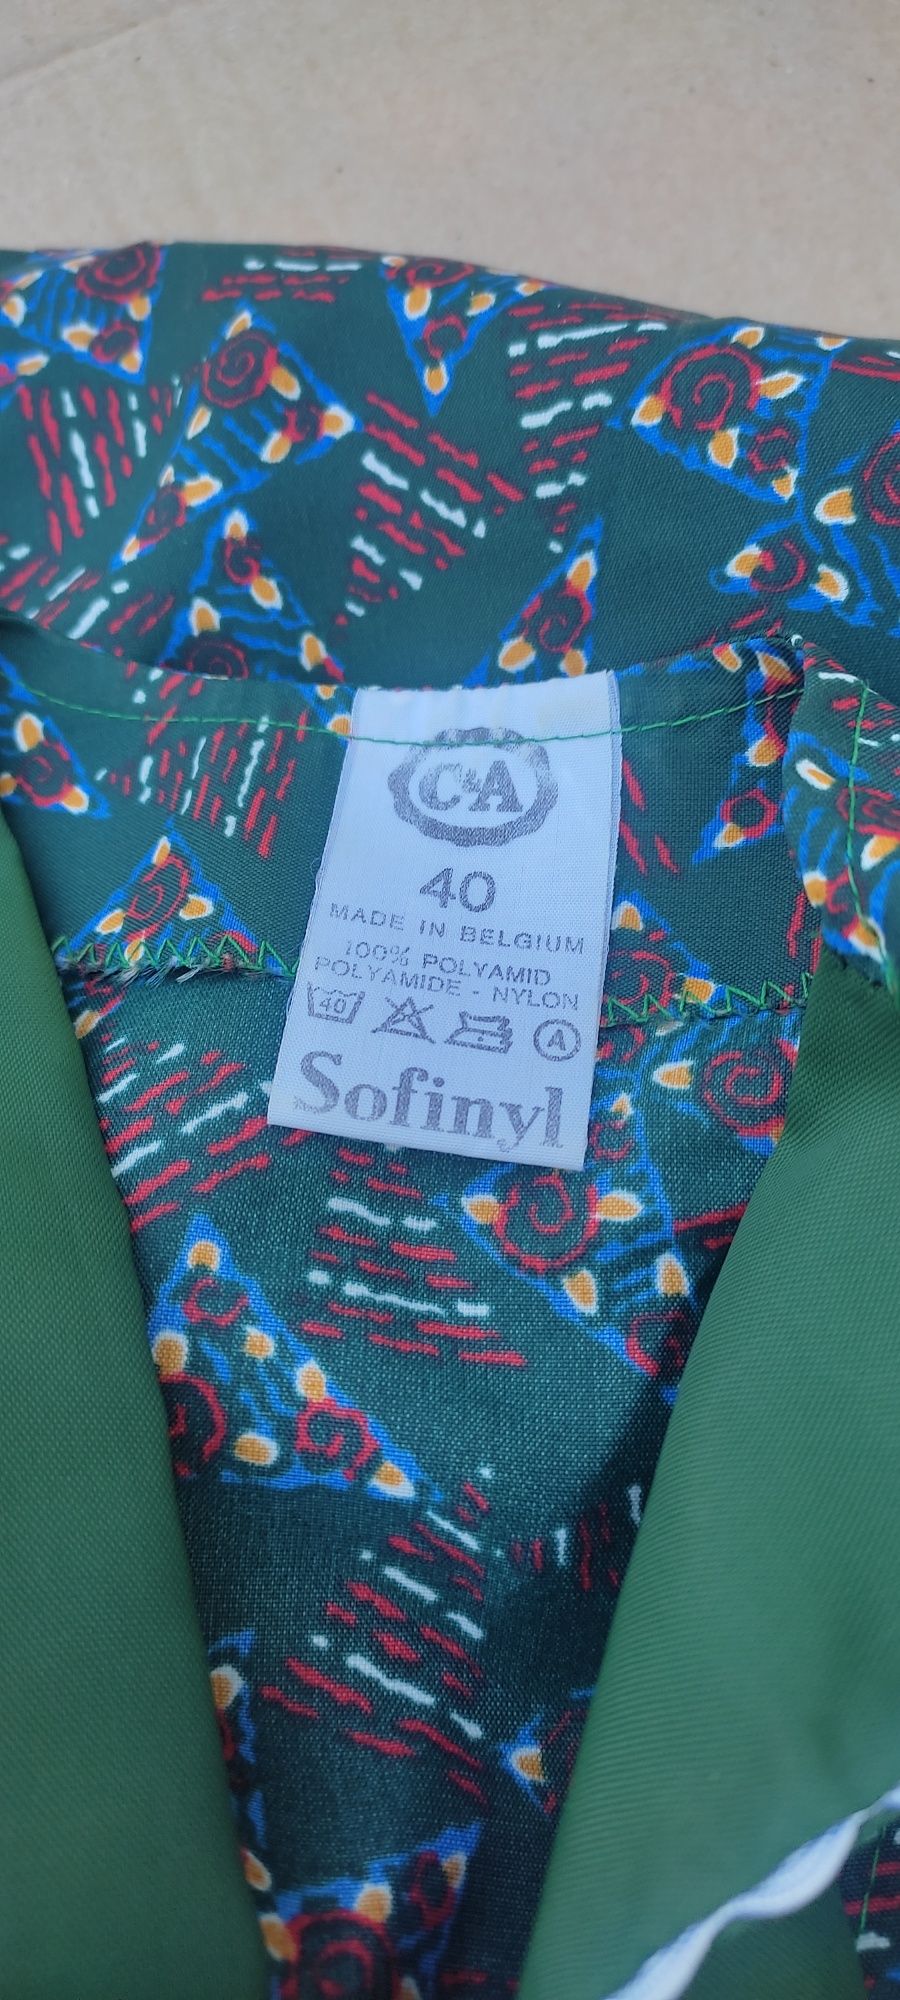 C&A
40
MADE IN BELGIUM
100% POLYAMID
POLYAMIDE - NYLON
40 A
Sofinyl